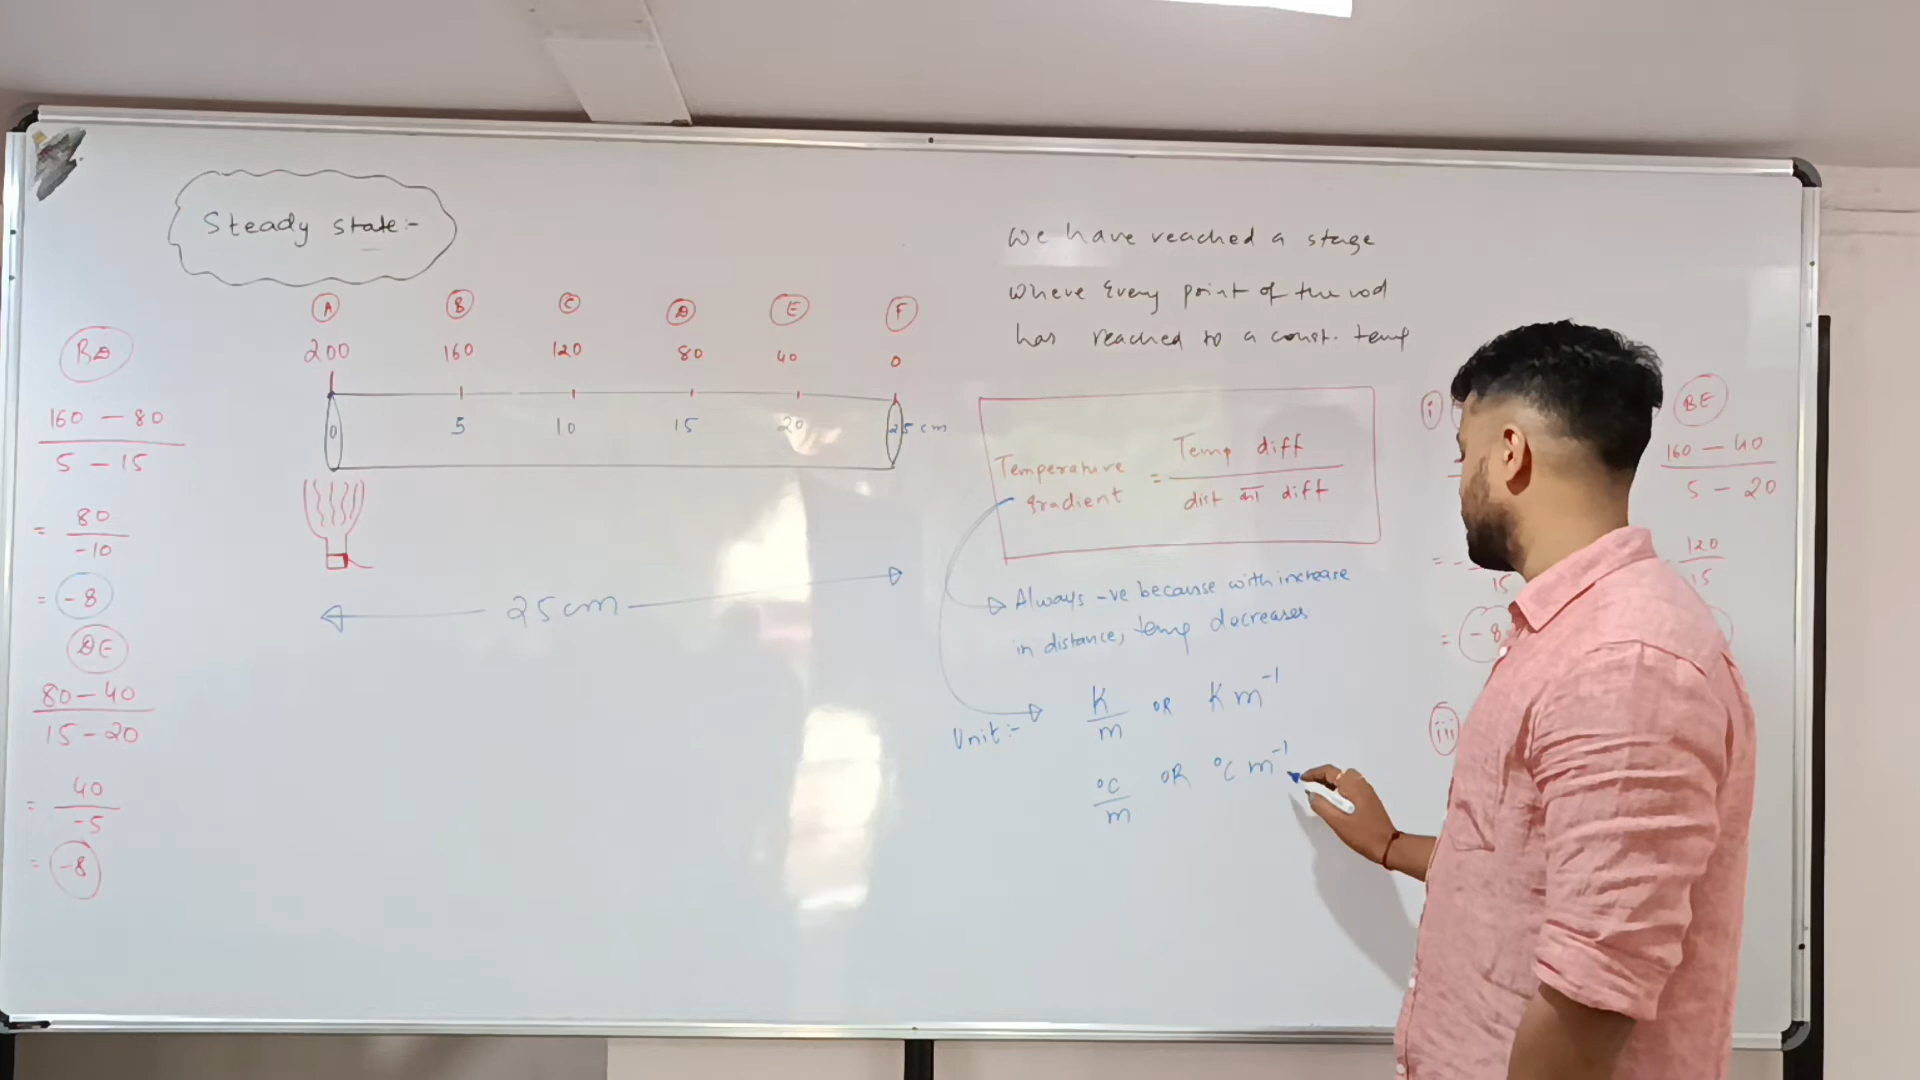 Steady state:-
A B C D E F
200 160 120 80 40 0
0 5 10 15 20 25 cm
25cm
BD
160 - 80
5 - 15
= 80
-10
= -8
DE
80 - 40
15 - 20
= 40
-5
= -8
We have reached a stage
where every point of the rod
has reached to a const. temp
Temperature gradient = Temp diff
dist diff
Always -ve because with increase
in distance, temp decreases
Unit:- K
m
OR K m⁻¹
°C
m
OR °C m⁻¹
i
= -
15
= -8
iii
BE
160 - 40
5 - 20
120
15